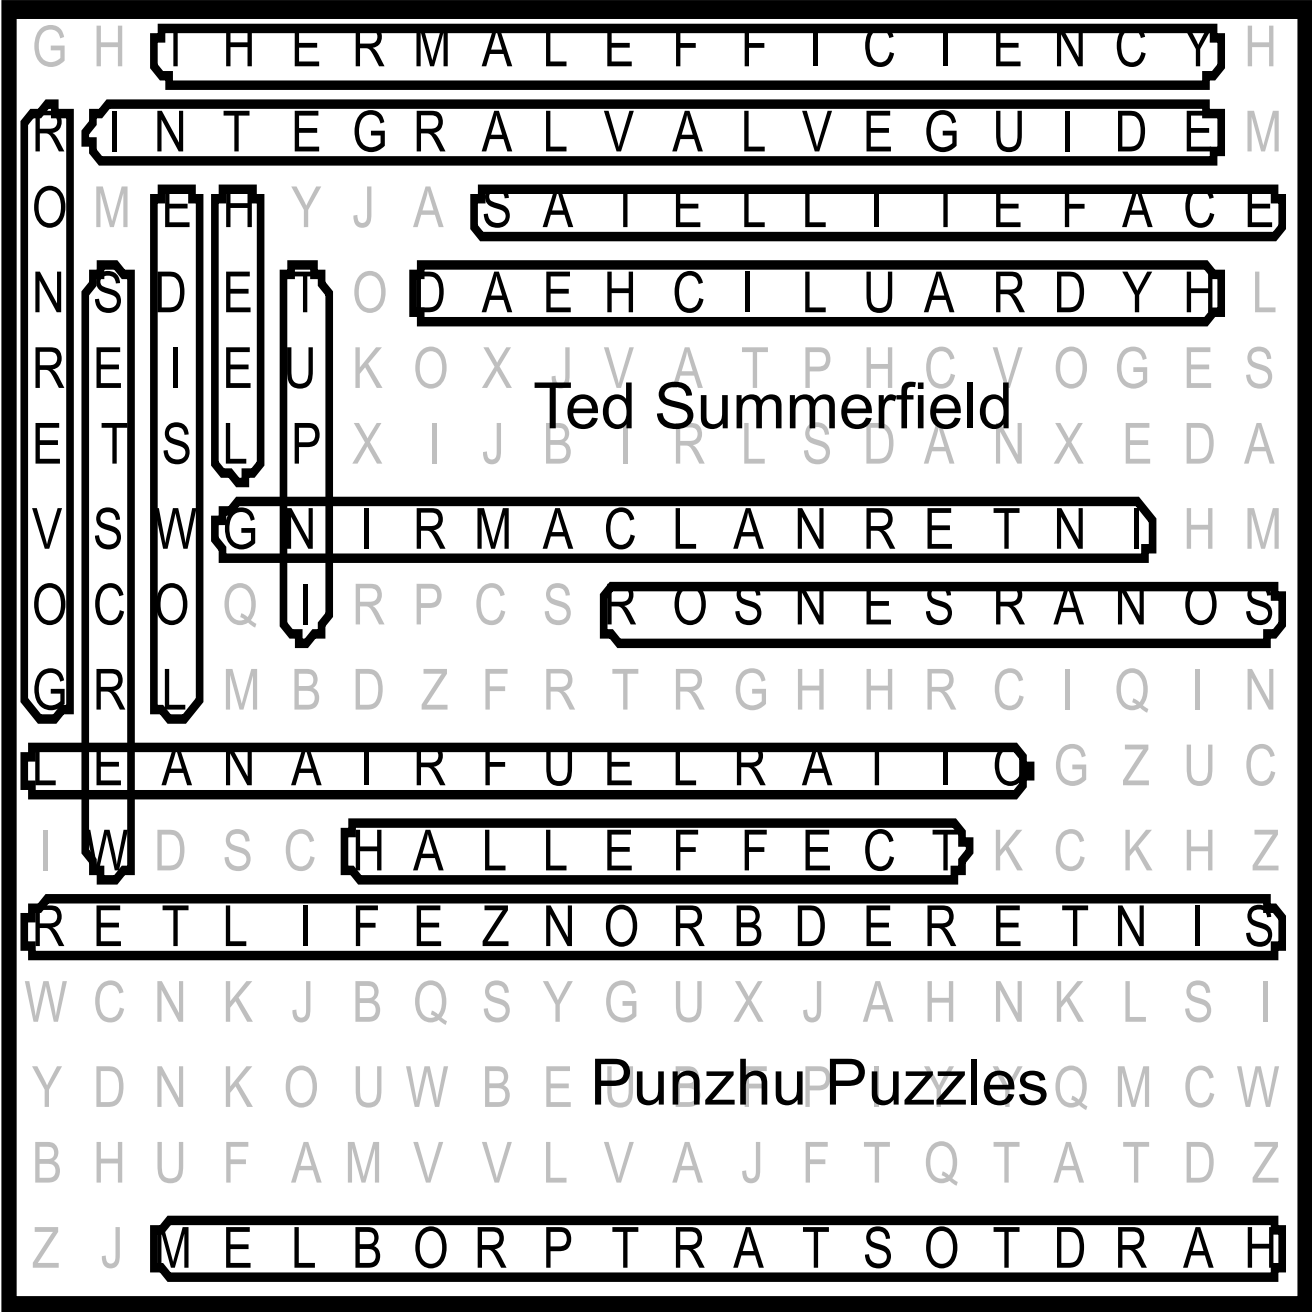 G H T H E R M A L E F F I C I E N C Y H
R I N T E G R A L V A L V E G U I D E M
O M E H Y J A S A T E L L I T E F A C E
N S D E T O D A E H C I L U A R D Y H L
R E I E U K O X J V A T P H C V O G E S
Ted Summerfield
E T S L P X I J B I R L S D A N X E D A
V S W G N I R M A C L A N R E T N I H M
O C O Q I R P C S R O S N E S R A N O S
G R L M B D Z F R T R G H H R C I Q I N
L E A N A I R F U E L R A T I O G Z U C
I W D S C H A L L E F F E C T K C K H Z
R E T L I F E Z N O R B D E R E T N I S
W C N K J B Q S Y G U X J A H N K L S I
Y D N K O U W B E U P Q M C W
Punzhu Puzzles
B H U F A M V V L V A J F T Q T A T D Z
Z J M E L B O R P T R A T S O T D R A H